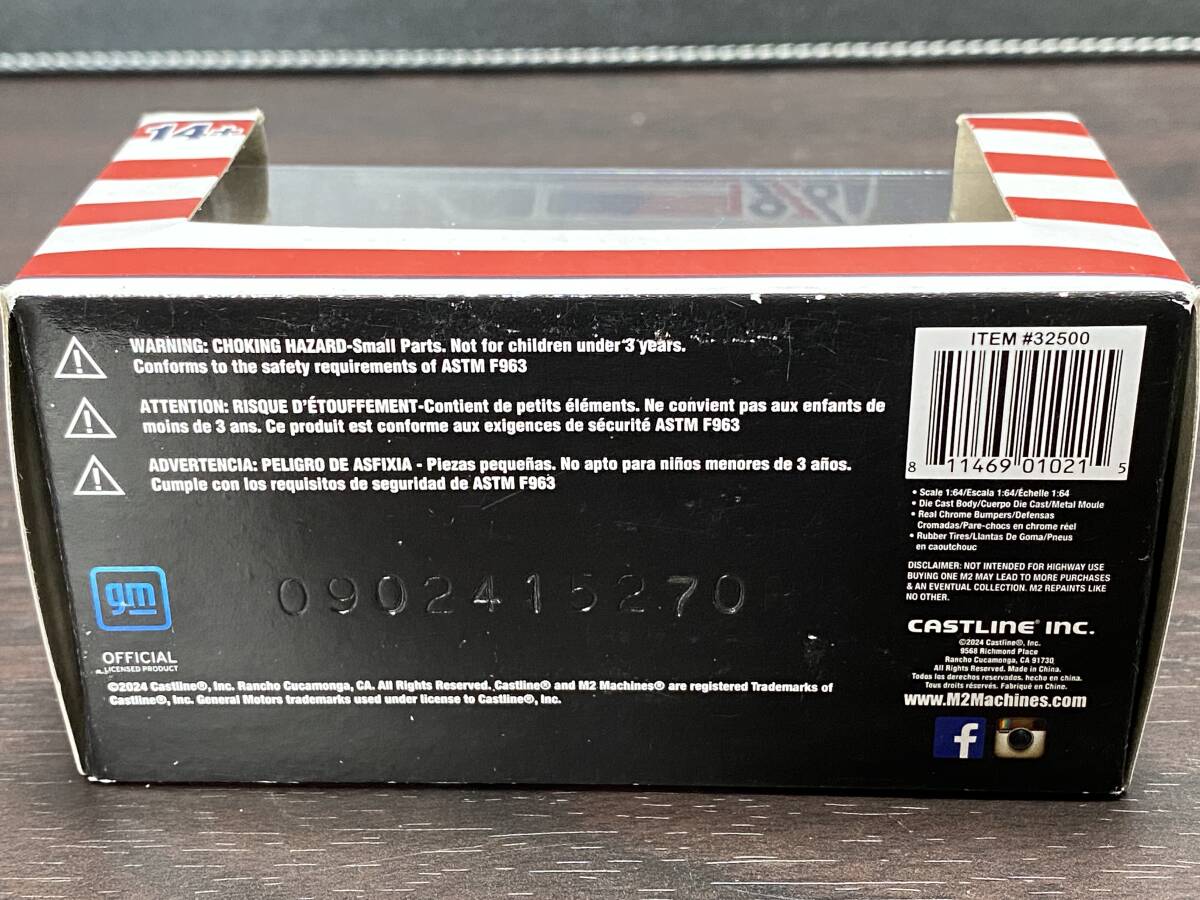 14+
WARNING: CHOKING HAZARD-Small Parts. Not for children under 3 years.
Conforms to the safety requirements of ASTM F963
ATTENTION: RISQUE D'ÉTOUFFEMENT-Contient de petits éléments. Ne convient pas aux enfants de
moins de 3 ans. Ce produit est conforme aux exigences de sécurité ASTM F963
ADVERTENCIA: PELIGRO DE ASFIXIA - Piezas pequeñas. No apto para niños menores de 3 años.
Cumple con los requisitos de seguridad de ASTM F963
gm
OFFICIAL
LICENSED PRODUCT
090241527 0
©2024 Castline®, Inc. Rancho Cucamonga, CA. All Rights Reserved. Castline® and M2 Machines® are registered Trademarks of
Castline®, Inc. General Motors trademarks used under license to Castline®, Inc.
ITEM #32500
8 11469 01021 5
• Scale 1:64/Escala 1:64/Échelle 1:64
• Die Cast Body/Cuerpo Die Cast/Metal Moule
• Real Chrome Bumpers/Defensas
Cromadas/Pare-chocs en chrome réel
• Rubber Tires/Llantas De Goma/Pneus
en caoutchouc
DISCLAIMER: NOT INTENDED FOR HIGHWAY USE
BUYING ONE M2 MAY LEAD TO MORE PURCHASES
& AN EVENTUAL COLLECTION. M2 REPAINTS LIKE
NO OTHER.
CASTLINE® INC.
©2024 Castline®, Inc.
9568 Richmond Place
Rancho Cucamonga, CA 91730
All Rights Reserved. Made in China.
Todos los derechos reservados. hecho en china.
Tous droits réservés. Fabriqué en Chine.
www.M2Machines.com
f